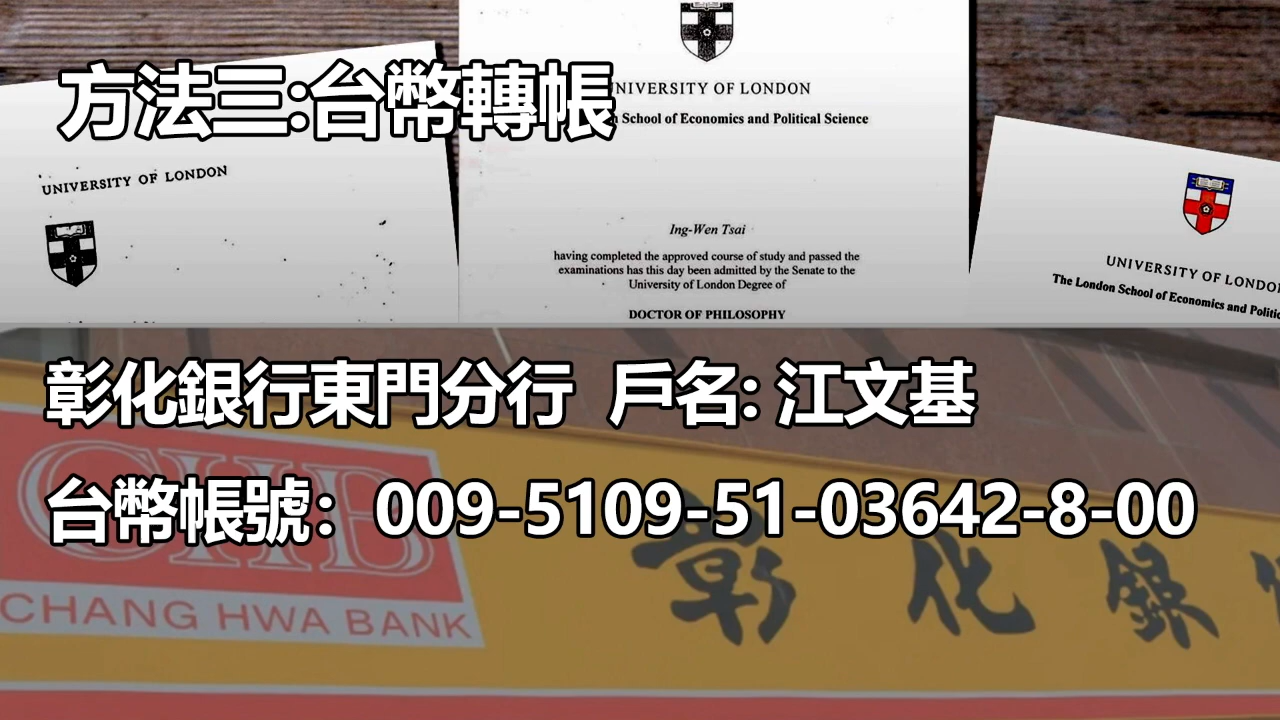 方法三:台幣轉帳
UNIVERSITY OF LONDON
School of Economics and Political Science
UNIVERSITY OF LONDON
Ing-Wen Tsai
having completed the approved course of study and passed the
examinations has this day been admitted by the Senate to the
University of London Degree of
DOCTOR OF PHILOSOPHY
UNIVERSITY OF LONDON
The London School of Economics and Politic
彰化銀行東門分行 戶名: 江文基
台幣帳號：009-5109-51-03642-8-00
CHB
CHANG HWA BANK
彰化銀